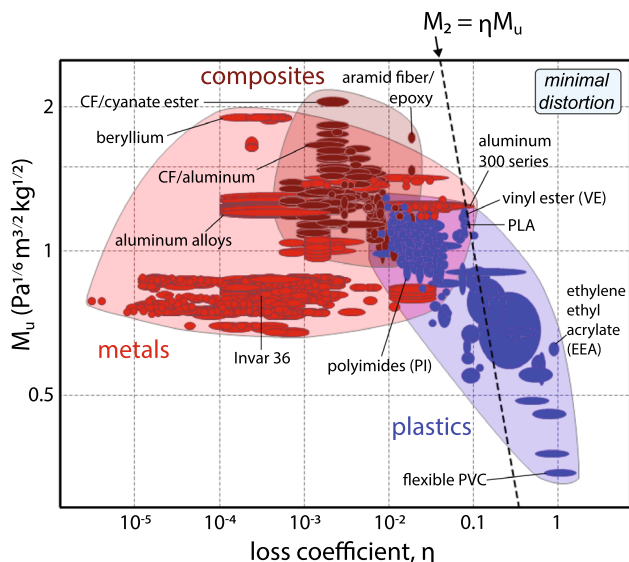 M₂ = ηMᵤ
composites
minimal
distortion
CF/cyanate ester
aramid fiber/
epoxy
beryllium
aluminum
300 series
CF/aluminum
vinyl ester (VE)
PLA
aluminum alloys
ethylene
ethyl
acrylate
(EEA)
metals
Invar 36
polyimides (PI)
plastics
flexible PVC
2
1
0.5
Mᵤ (Pa¹ᐟ⁶ m³ᐟ² kg¹ᐟ²)
10⁻⁵ 10⁻⁴ 10⁻³ 10⁻² 0.1 1
loss coefficient, η